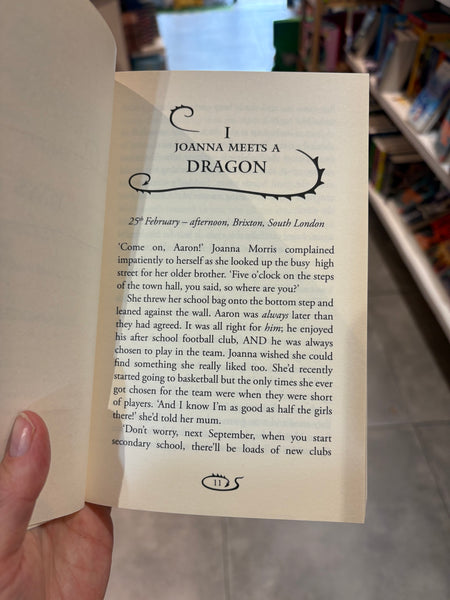 I
JOANNA MEETS A
DRAGON
25th February – afternoon, Brixton, South London
‘Come on, Aaron!’ Joanna Morris complained
impatiently to herself as she looked up the busy high
street for her older brother. ‘Five o’clock on the steps
of the town hall, you said, so where are you?’
She threw her school bag onto the bottom step and
leaned against the wall. Aaron was always later than
they had agreed. It was all right for him; he enjoyed
his after school football club, AND he was always
chosen to play in the team. Joanna wished she could
find something she really liked too. She’d recently
started going to basketball but the only times she ever
got chosen for the team were when they were short
of players. ‘And I know I’m as good as half the girls
there!’ she’d told her mum.
‘Don’t worry, next September, when you start
secondary school, there’ll be loads of new clubs
11